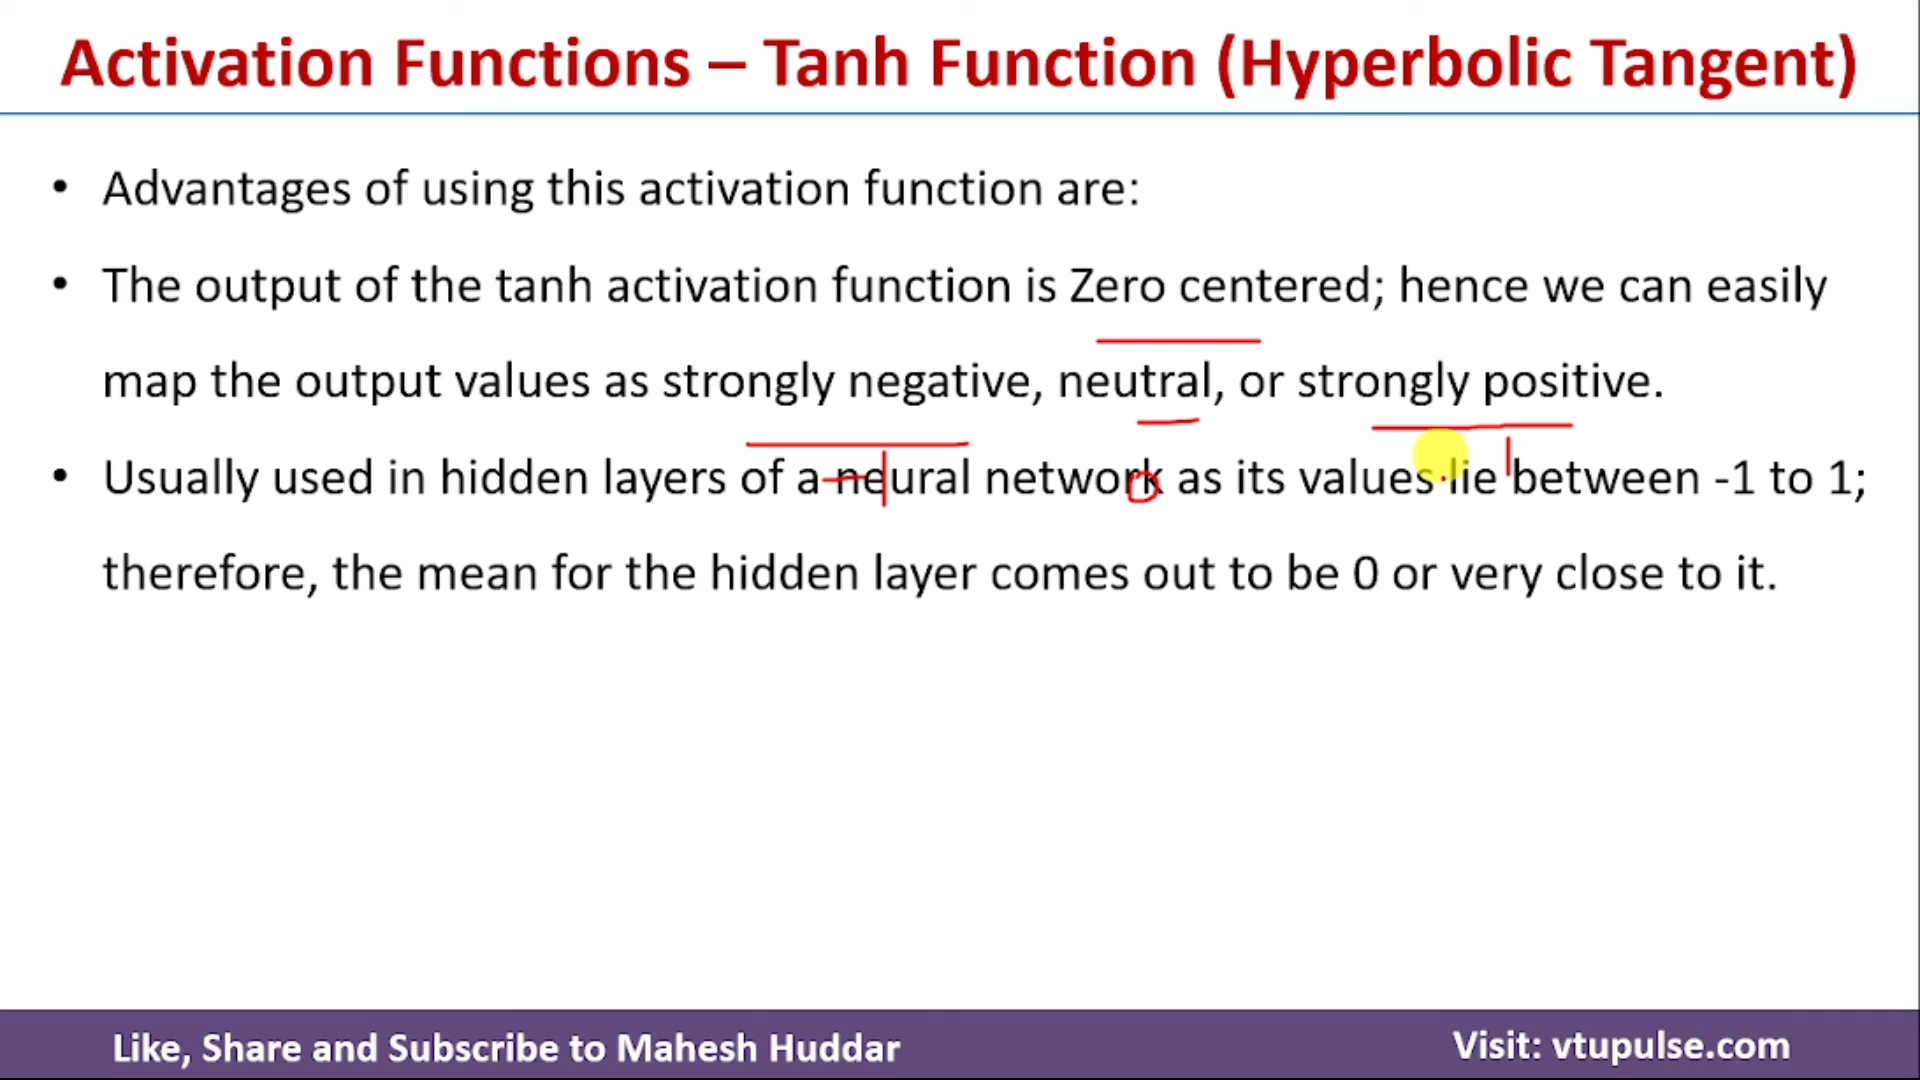 Activation Functions – Tanh Function (Hyperbolic Tangent)
• Advantages of using this activation function are:
• The output of the tanh activation function is Zero centered; hence we can easily
map the output values as strongly negative, neutral, or strongly positive.
• Usually used in hidden layers of a neural network as its values lie between -1 to 1;
therefore, the mean for the hidden layer comes out to be 0 or very close to it.
-1 0 1
Like, Share and Subscribe to Mahesh Huddar
Visit: vtupulse.com